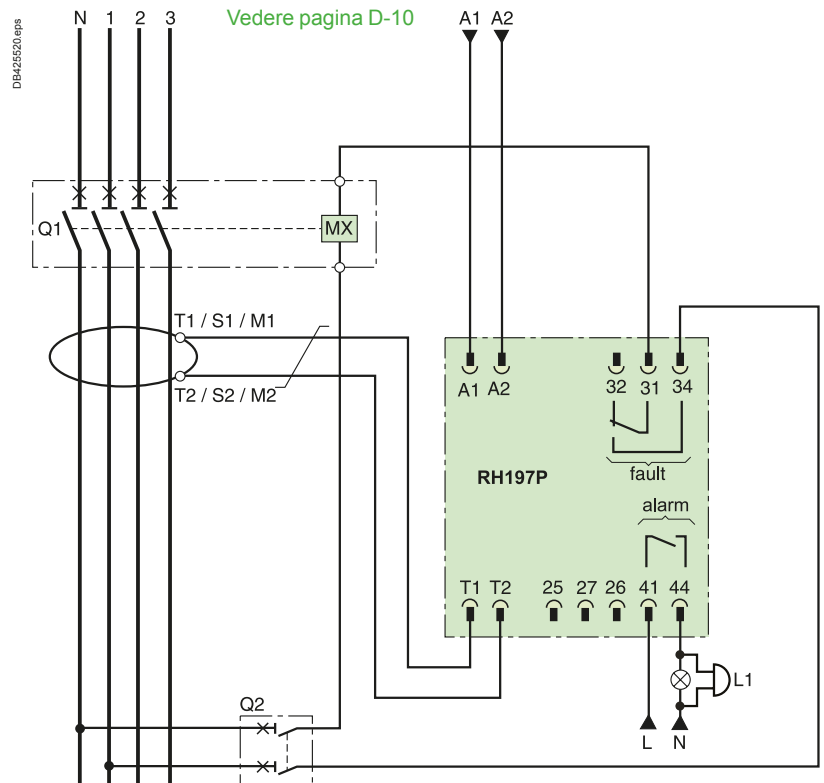 DB425520.eps
N 1 2 3
Vedere pagina D-10
A1 A2
Q1
MX
T1 / S1 / M1
T2 / S2 / M2
A1 A2
32 31 34
RH197P
fault
alarm
T1 T2 25 27 26 41 44
L1
Q2
L N